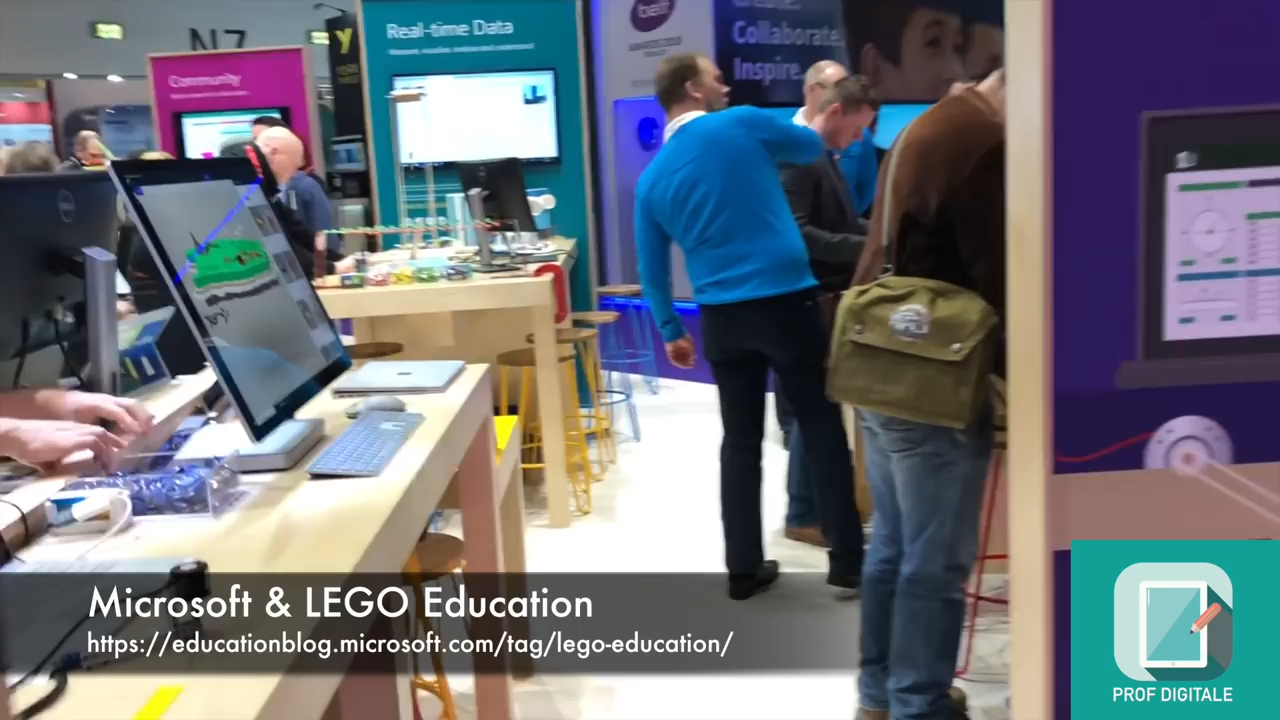 N7
Real-time Data
Community
bett
Collaborate.
Inspire.
Microsoft & LEGO Education
https://educationblog.microsoft.com/tag/lego-education/
PROF DIGITALE